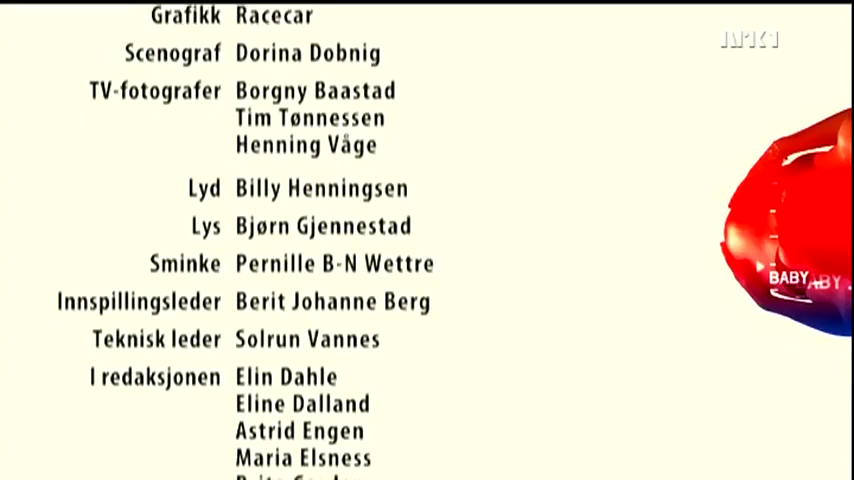 Grafikk Racecar
NRK1
Scenograf Dorina Dobnig
TV-fotografer Borgny Baastad
Tim Tønnessen
Henning Våge
Lyd Billy Henningsen
Lys Bjørn Gjennestad
Sminke Pernille B-N Wettre
BABY
Innspillingsleder Berit Johanne Berg
Teknisk leder Solrun Vannes
I redaksjonen Elin Dahle
Eline Dalland
Astrid Engen
Maria Elsness